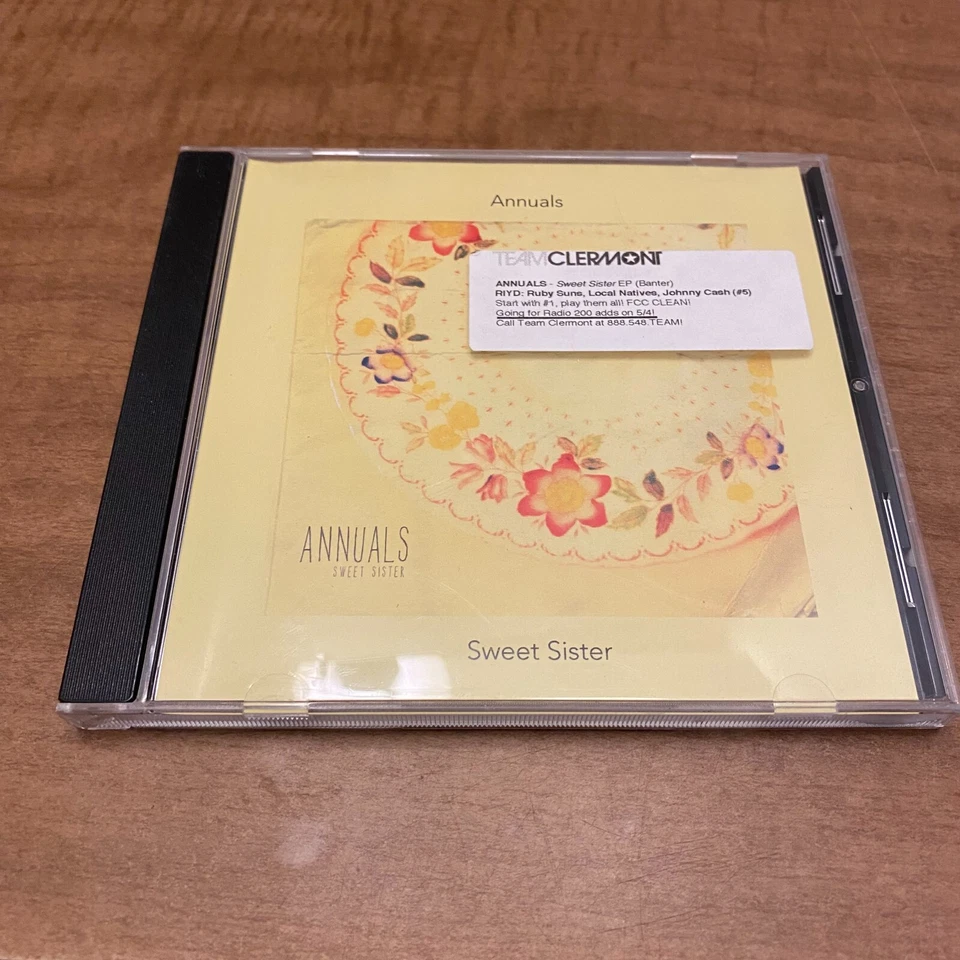 Annuals
TEAMCLERMONT
ANNUALS - Sweet Sister EP (Banter)
RIYD: Ruby Suns, Local Natives, Johnny Cash (#5)
Start with #1, play them all! FCC CLEAN!
Going for Radio 200 adds on 5/4!
Call Team Clermont at 888.548.TEAM!
ANNUALS
SWEET SISTER
Sweet Sister